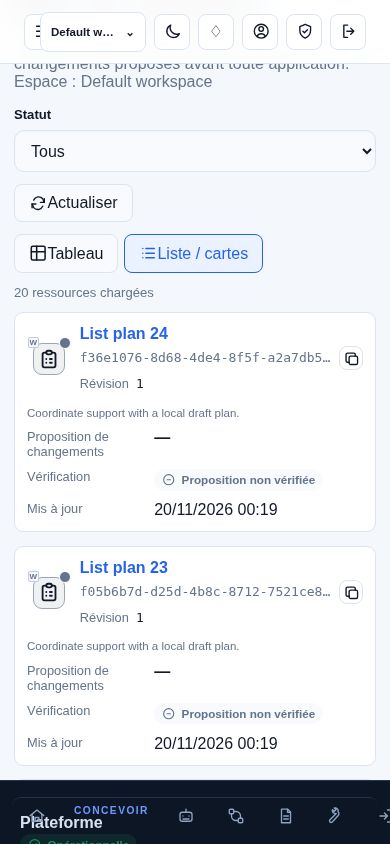 Default w…
changements proposés avant toute application.
Espace : Default workspace
Statut
Tous
Actualiser
Tableau
Liste / cartes
20 ressources chargées
W
List plan 24
f36e1076-8d68-4de4-8f5f-a2a7db5…
Révision 1
Coordinate support with a local draft plan.
Proposition de changements —
Vérification Proposition non vérifiée
Mis à jour 20/11/2026 00:19
W
List plan 23
f05b6b7d-d25d-4b8c-8712-7521ce8…
Révision 1
Coordinate support with a local draft plan.
Proposition de changements —
Vérification Proposition non vérifiée
Mis à jour 20/11/2026 00:19
CONCEVOIR
Plateforme
Opérationnelle